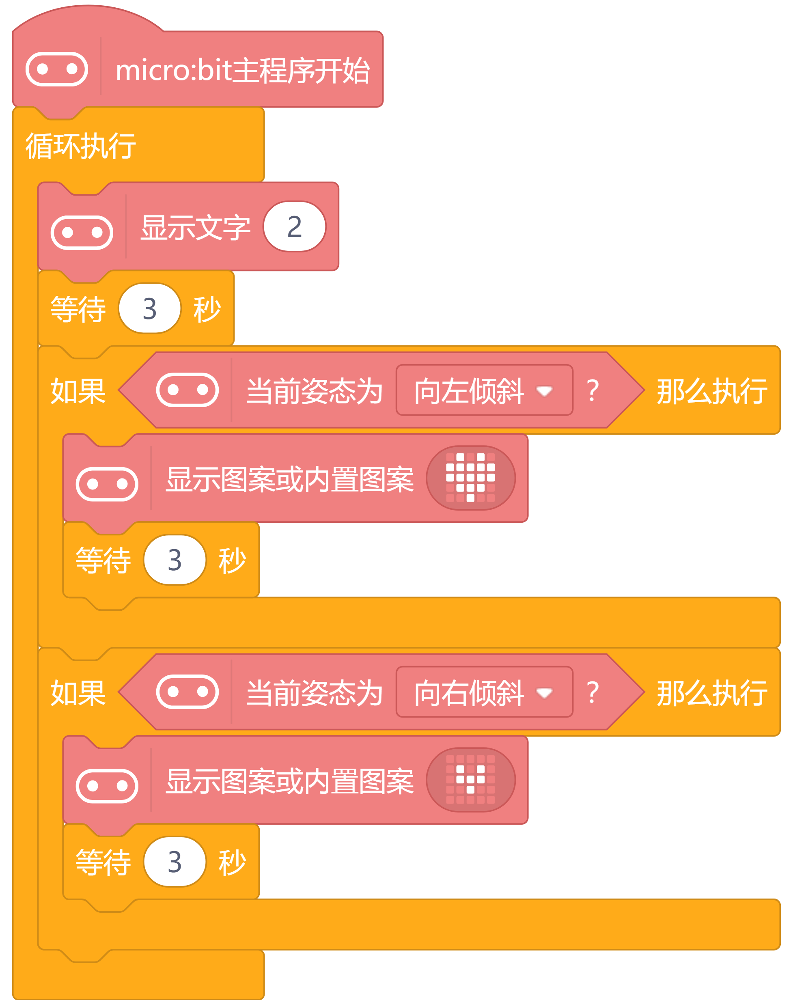 micro:bit主程序开始
循环执行
显示文字 2
等待 3 秒
如果 当前姿态为 向左倾斜 ? 那么执行
显示图案或内置图案
等待 3 秒
如果 当前姿态为 向右倾斜 ? 那么执行
显示图案或内置图案
等待 3 秒